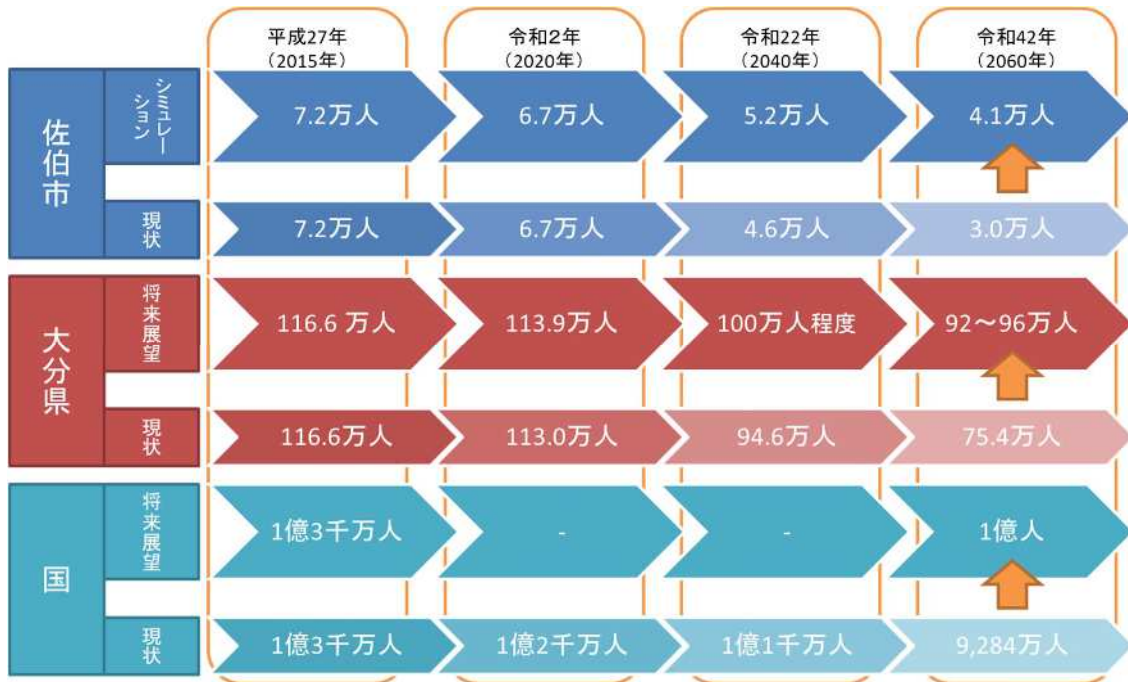 平成27年
（2015年）
令和２年
（2020年）
令和22年
（2040年）
令和42年
（2060年）
佐伯市
シミュレー
ション
7.2万人
6.7万人
5.2万人
4.1万人
現状
7.2万人
6.7万人
4.6万人
3.0万人
大分県
将来展望
116.6 万人
113.9万人
100万人程度
92～96万人
現状
116.6万人
113.0万人
94.6万人
75.4万人
国
将来展望
1億3千万人
-
-
1億人
現状
1億3千万人
1億2千万人
1億1千万人
9,284万人